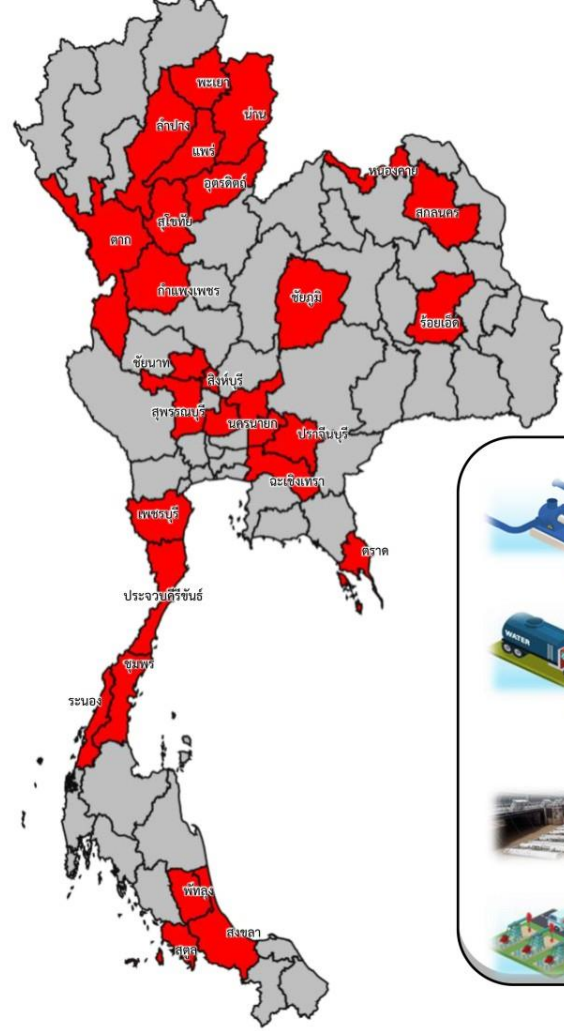 พะเยา
น่าน
ลำปาง
แพร่
อุตรดิตถ์
หนองคาย
สกลนคร
สุโขทัย
ตาก
กำแพงเพชร
ชัยภูมิ
ร้อยเอ็ด
ชัยนาท
สิงห์บุรี
สุพรรณบุรี
นครนายก
ปราจีนบุรี
ฉะเชิงเทรา
เพชรบุรี
ตราด
ประจวบคีรีขันธ์
ชุมพร
ระนอง
พัทลุง
สงขลา
สตูล
WATER